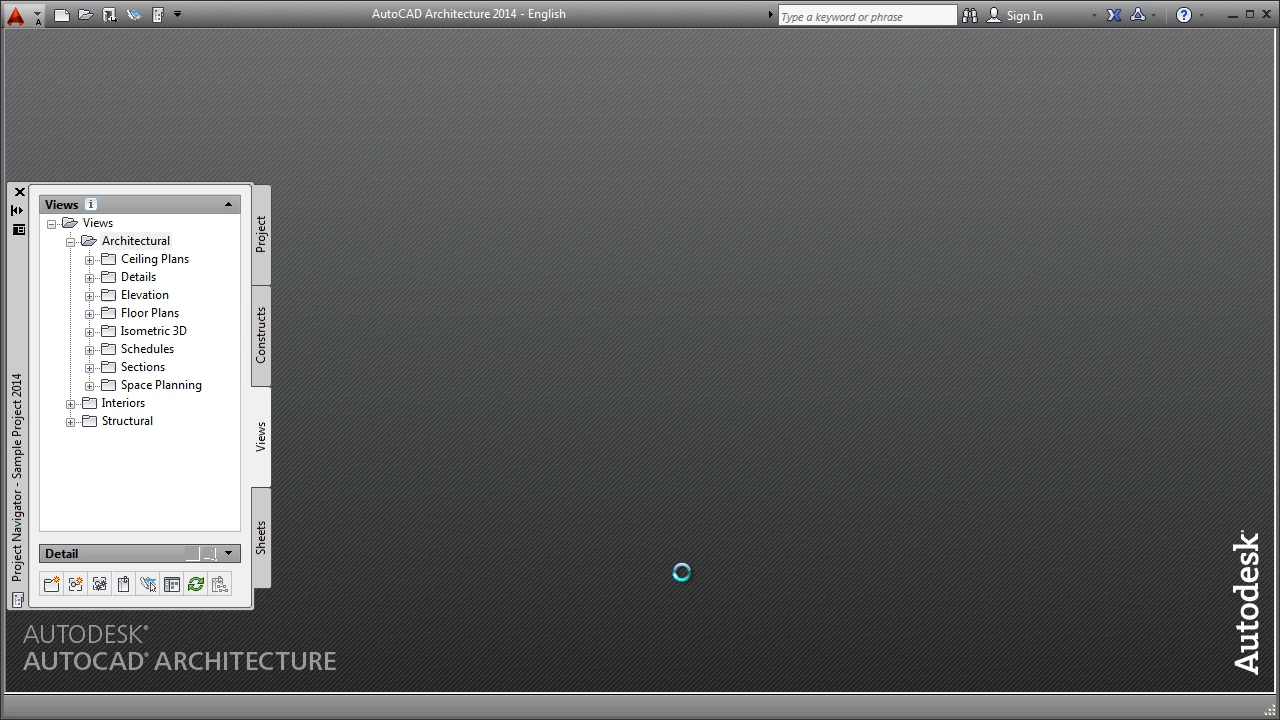 AutoCAD Architecture 2014 - English
Type a keyword or phrase
Sign In
Views
Views
Architectural
Ceiling Plans
Details
Elevation
Floor Plans
Isometric 3D
Schedules
Sections
Space Planning
Interiors
Structural
Detail
Project
Constructs
Views
Sheets
Project Navigator - Sample Project 2014
AUTODESK®
AUTOCAD® ARCHITECTURE
Autodesk®